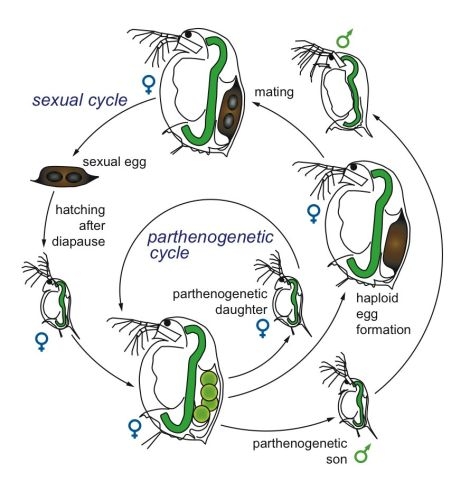 sexual cycle
mating
sexual egg
hatching
after
diapause
parthenogenetic
cycle
parthenogenetic
daughter
haploid
egg
formation
parthenogenetic
son